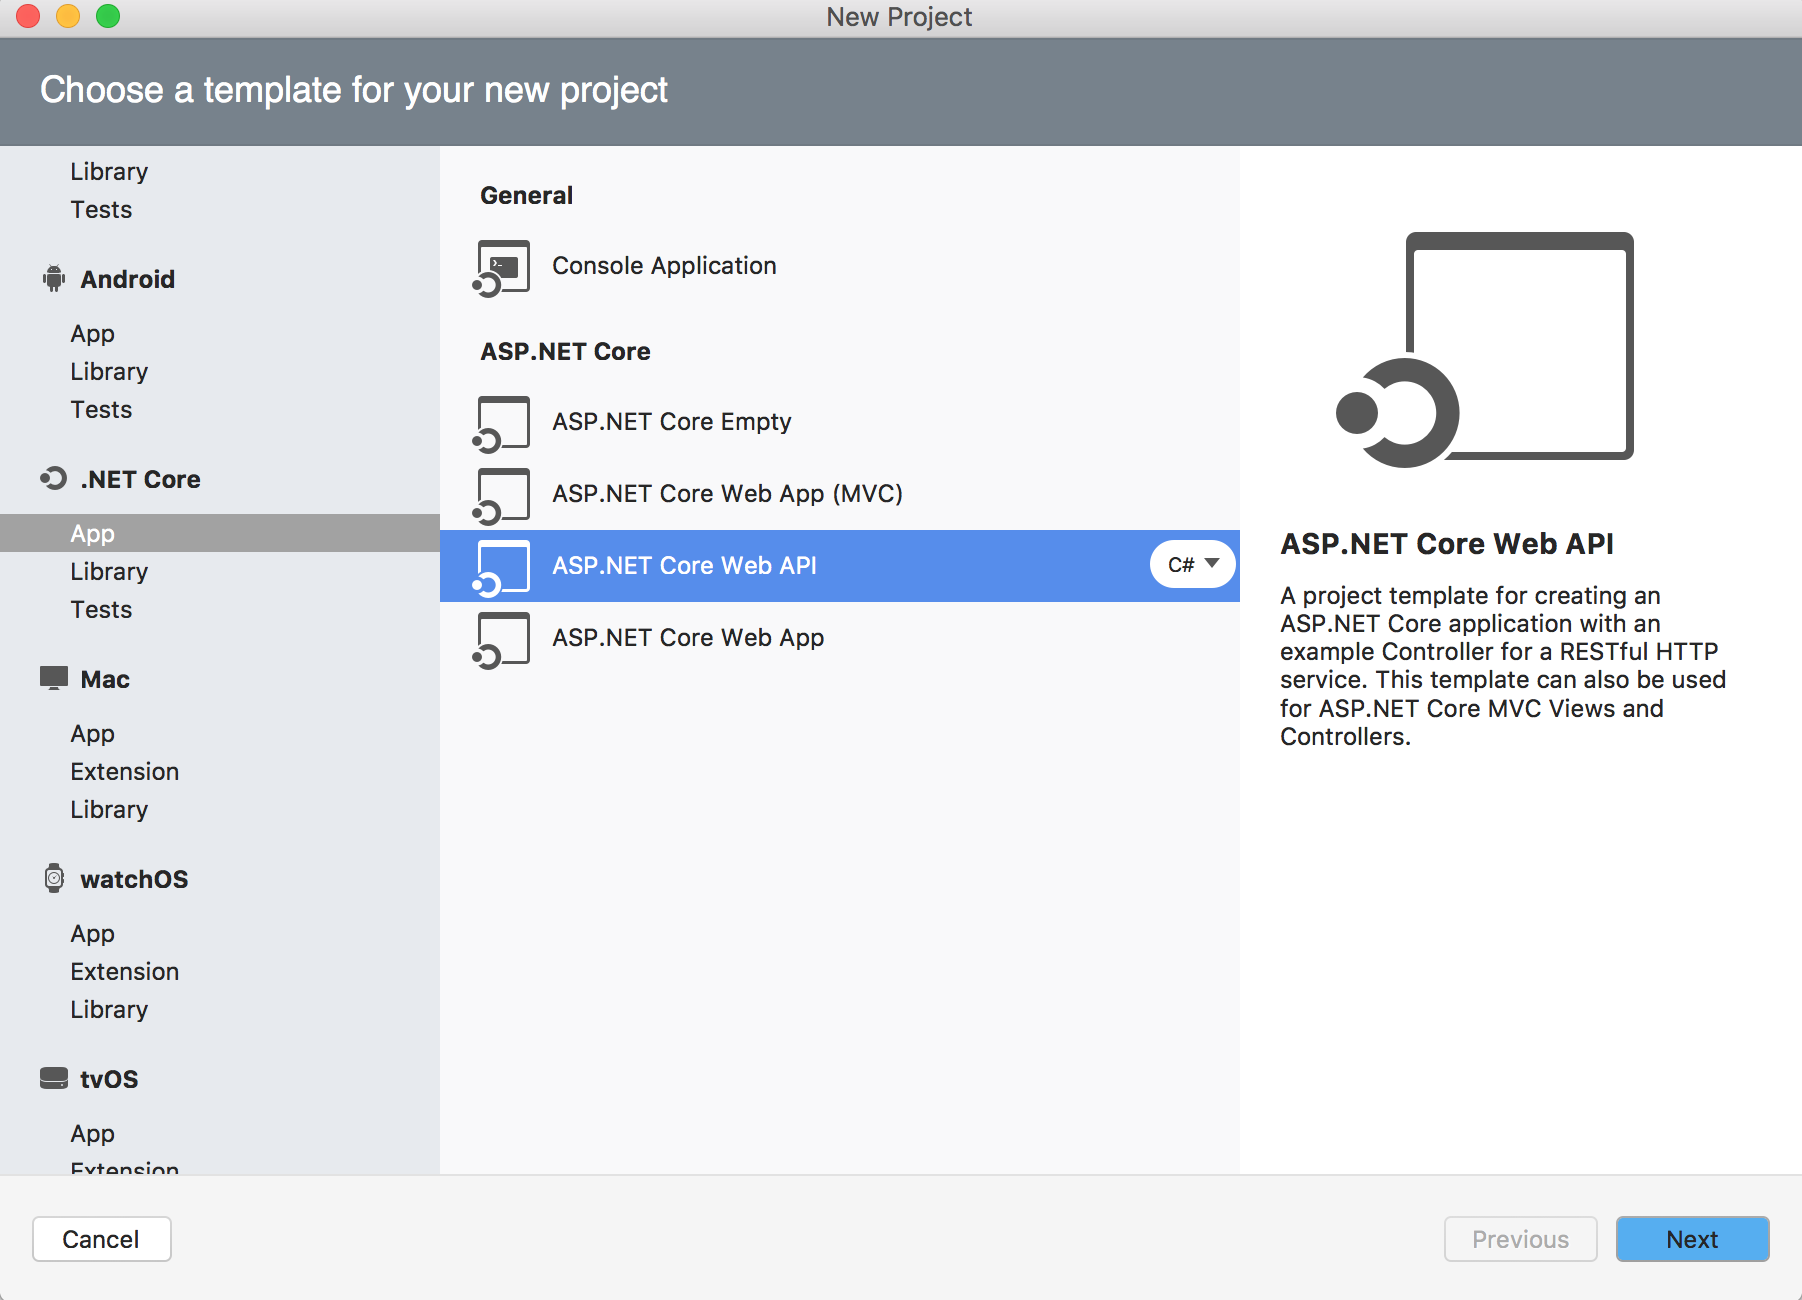 New Project
Choose a template for your new project
Library
Tests
Android
App
Library
Tests
.NET Core
App
Library
Tests
Mac
App
Extension
Library
watchOS
App
Extension
Library
tvOS
App
Extension
General
Console Application
ASP.NET Core
ASP.NET Core Empty
ASP.NET Core Web App (MVC)
ASP.NET Core Web API
C#
ASP.NET Core Web App
ASP.NET Core Web API
A project template for creating an
ASP.NET Core application with an
example Controller for a RESTful HTTP
service. This template can also be used
for ASP.NET Core MVC Views and
Controllers.
Cancel
Previous
Next